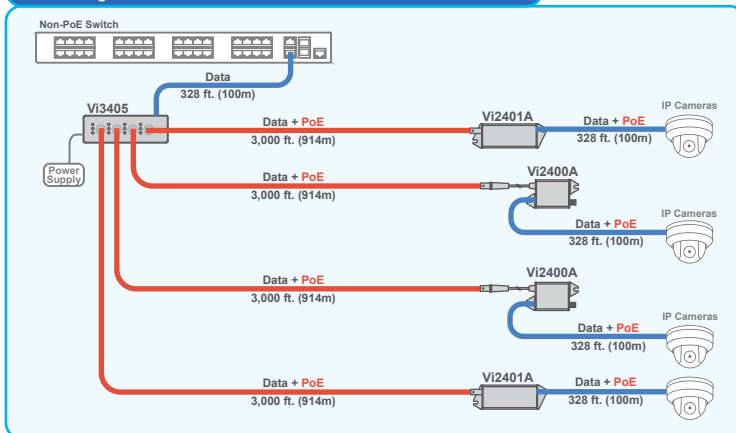 Non-PoE Switch
Data
328 ft. (100m)
Vi3405
Power
Supply
Data + PoE
3,000 ft. (914m)
Vi2401A
Data + PoE
328 ft. (100m)
IP Cameras
Data + PoE
3,000 ft. (914m)
Vi2400A
Data + PoE
328 ft. (100m)
IP Cameras
Data + PoE
3,000 ft. (914m)
Vi2400A
Data + PoE
328 ft. (100m)
IP Cameras
Data + PoE
3,000 ft. (914m)
Vi2401A
Data + PoE
328 ft. (100m)